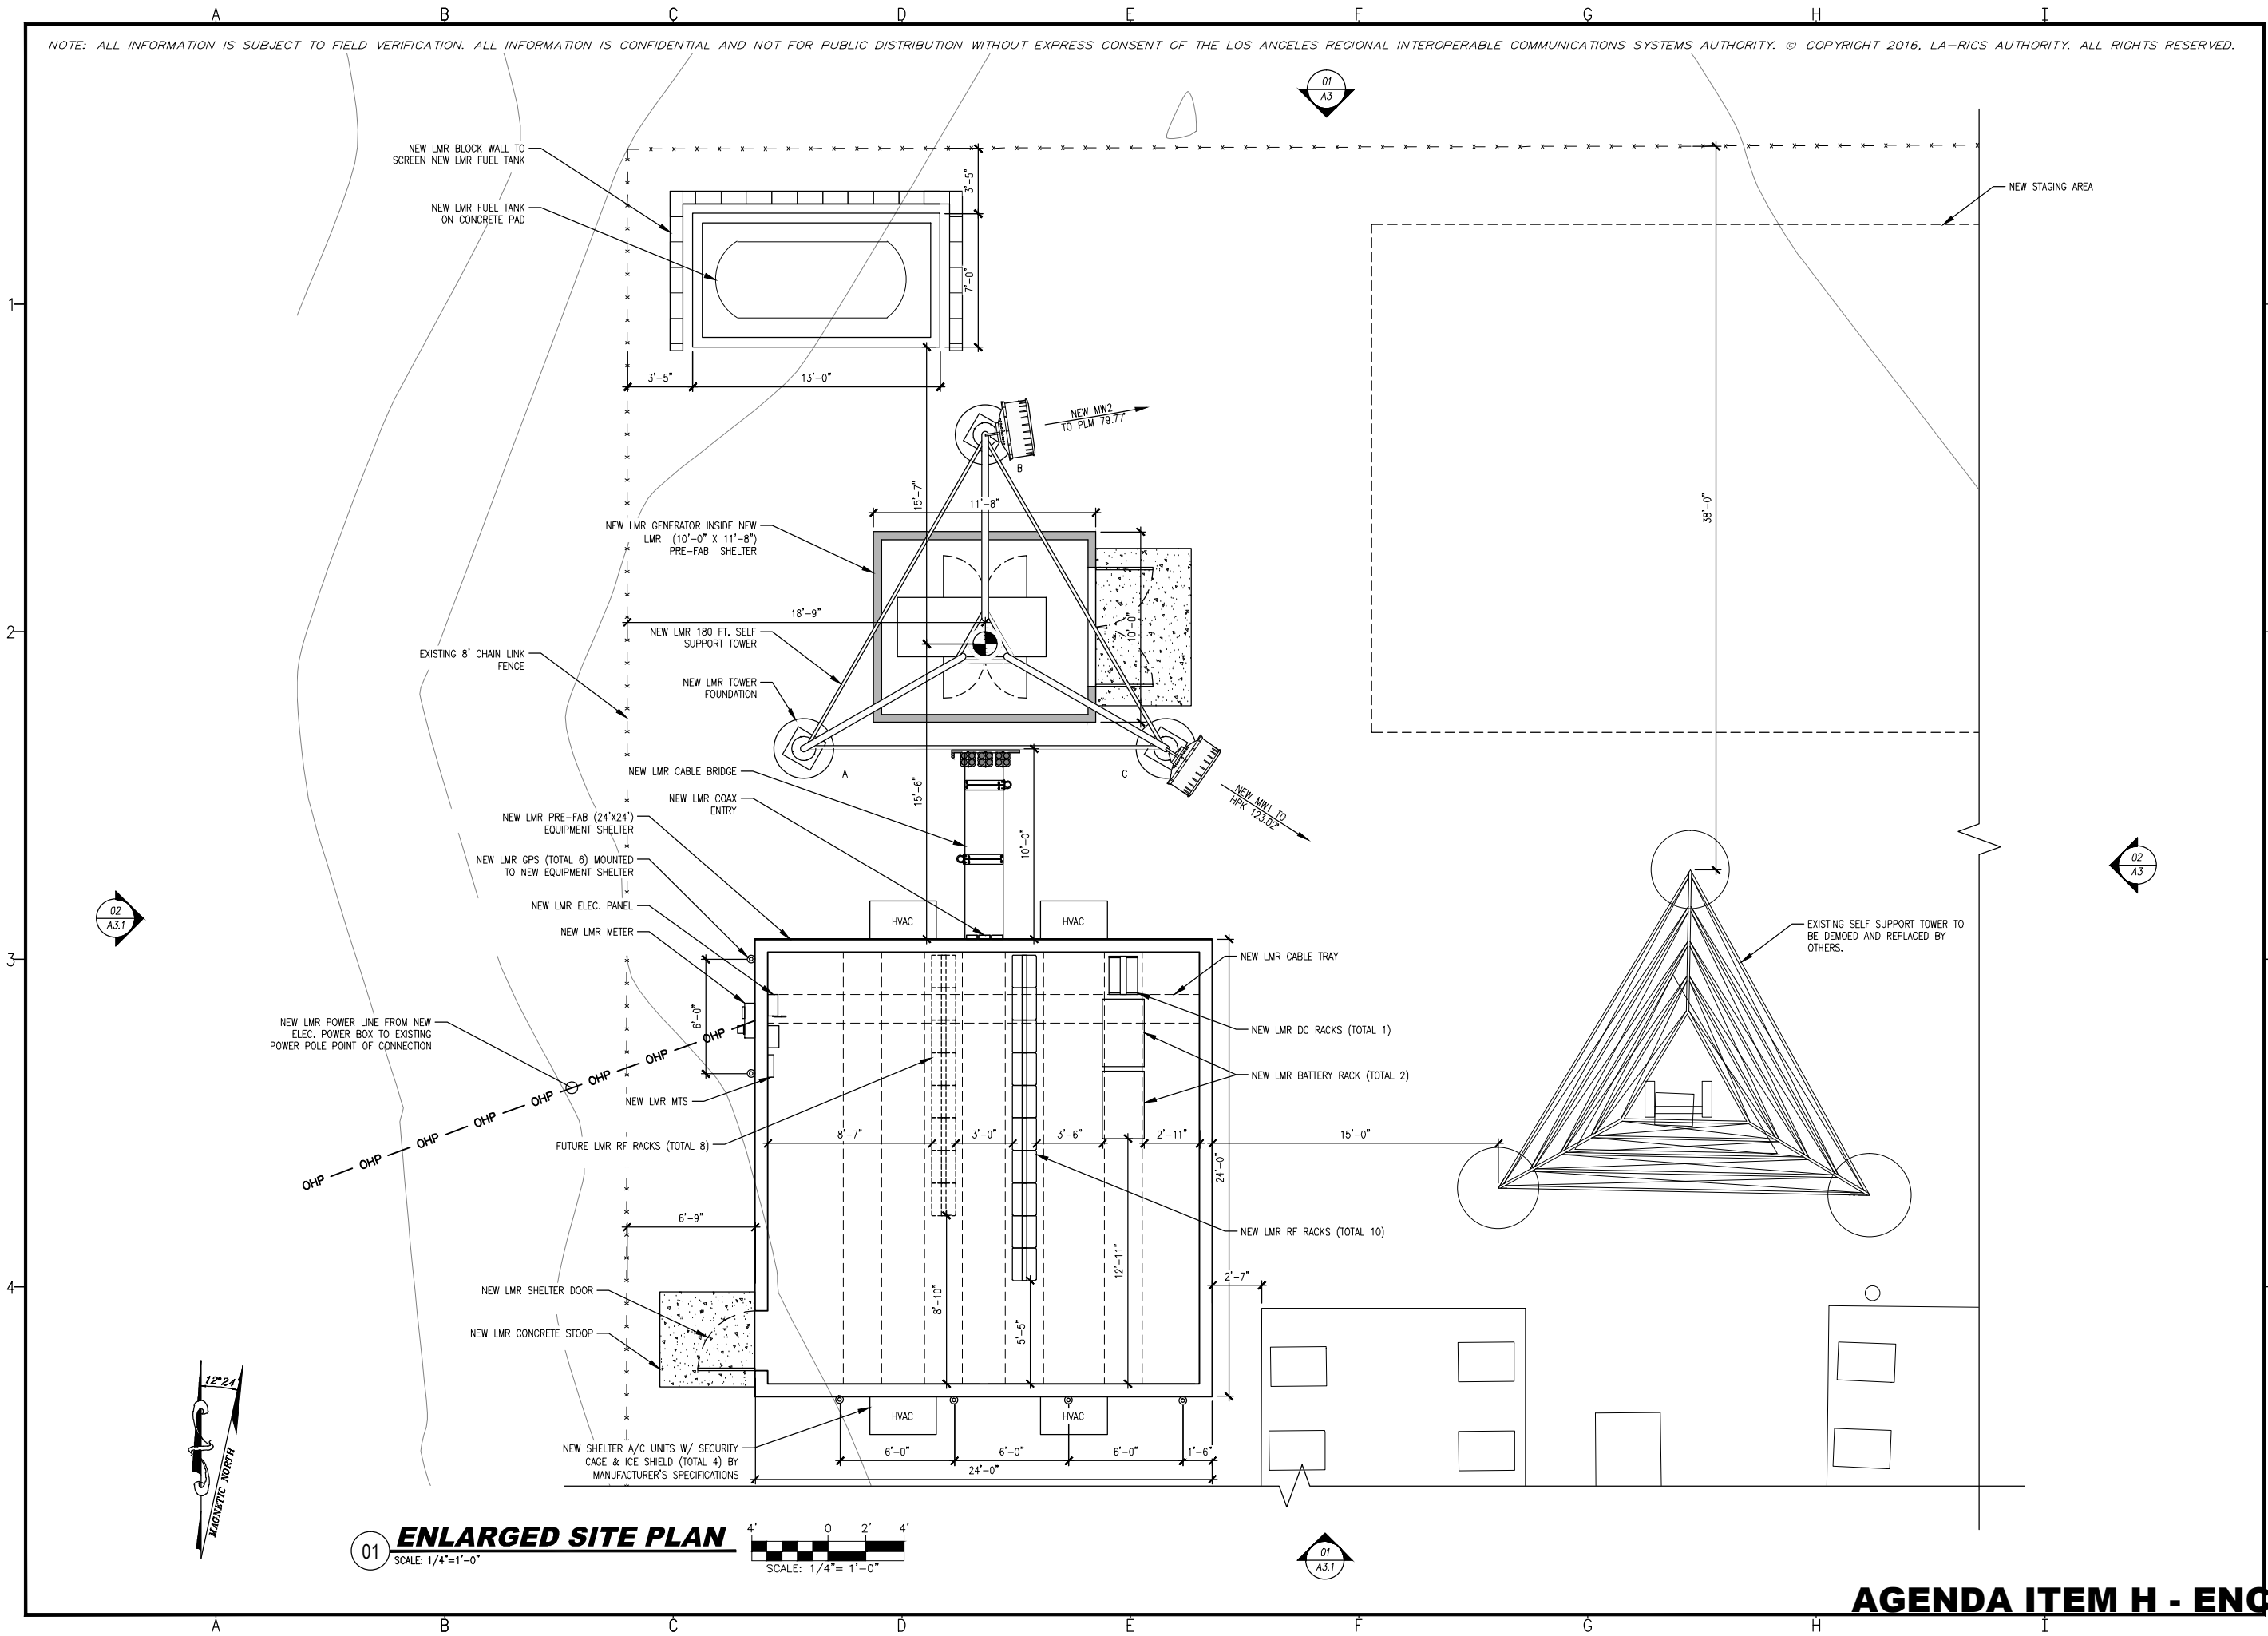 A B C D E F G H I
NOTE: ALL INFORMATION IS SUBJECT TO FIELD VERIFICATION. ALL INFORMATION IS CONFIDENTIAL AND NOT FOR PUBLIC DISTRIBUTION WITHOUT EXPRESS CONSENT OF THE LOS ANGELES REGIONAL INTEROPERABLE COMMUNICATIONS SYSTEMS AUTHORITY. © COPYRIGHT 2016, LA-RICS AUTHORITY. ALL RIGHTS RESERVED.
01
A3
NEW LMR BLOCK WALL TO
SCREEN NEW LMR FUEL TANK
3'-5"
NEW STAGING AREA
NEW LMR FUEL TANK
ON CONCRETE PAD
7'-0"
1
3'-5"
13'-0"
NEW MW2
TO PLM 79.77°
B
15'-7"
11'-8"
38'-0"
NEW LMR GENERATOR INSIDE NEW
LMR (10'-0" X 11'-8")
PRE-FAB SHELTER
18'-9"
10'-0"
2
NEW LMR 180 FT. SELF
SUPPORT TOWER
EXISTING 8' CHAIN LINK
FENCE
NEW LMR TOWER
FOUNDATION
A
C
NEW LMR CABLE BRIDGE
15'-6"
NEW MW1 TO
HPK 123.02°
NEW LMR COAX
ENTRY
10'-0"
NEW LMR PRE-FAB (24'X24')
EQUIPMENT SHELTER
NEW LMR GPS (TOTAL 6) MOUNTED
TO NEW EQUIPMENT SHELTER
02
A3
02
A3.1
NEW LMR ELEC. PANEL
NEW LMR METER
HVAC
HVAC
EXISTING SELF SUPPORT TOWER TO
BE DEMOED AND REPLACED BY
OTHERS.
3
NEW LMR CABLE TRAY
6'-0"
NEW LMR POWER LINE FROM NEW
ELEC. POWER BOX TO EXISTING
POWER POLE POINT OF CONNECTION
NEW LMR DC RACKS (TOTAL 1)
OHP OHP OHP OHP OHP OHP OHP OHP
NEW LMR BATTERY RACK (TOTAL 2)
NEW LMR MTS
FUTURE LMR RF RACKS (TOTAL 8)
8'-7"
3'-0"
3'-6"
2'-11"
15'-0"
24'-0"
6'-9"
NEW LMR RF RACKS (TOTAL 10)
12'-11"
2'-7"
4
8'-10"
5'-5"
NEW LMR SHELTER DOOR
NEW LMR CONCRETE STOOP
HVAC
HVAC
NEW SHELTER A/C UNITS W/ SECURITY
CAGE & ICE SHIELD (TOTAL 4) BY
MANUFACTURER'S SPECIFICATIONS
6'-0"
6'-0"
6'-0"
1'-6"
24'-0"
12°24'
MAGNETIC NORTH
01
ENLARGED SITE PLAN
SCALE: 1/4"=1'-0"
4' 0 2' 4'
SCALE: 1/4"= 1'-0"
01
A3.1
AGENDA ITEM H - ENC
A B C D E F G H I